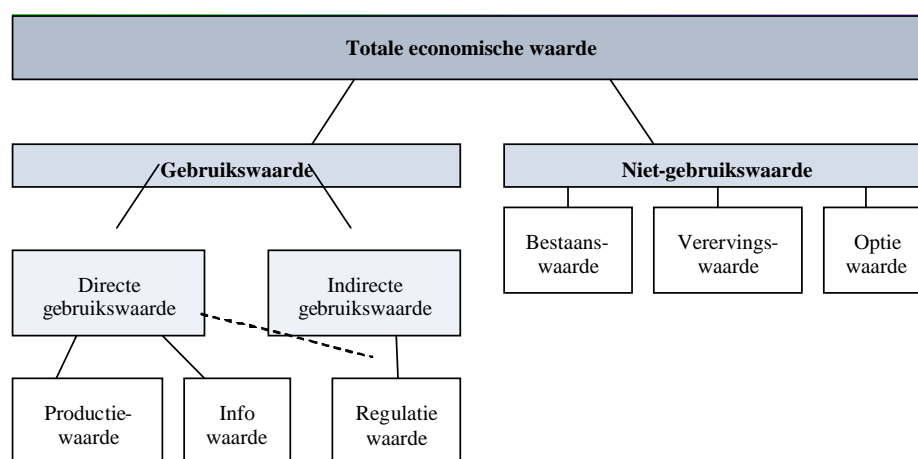 Totale economische waarde
Gebruikswaarde
Niet-gebruikswaarde
Bestaans-
waarde
Verervings-
waarde
Optie
waarde
Directe
gebruikswaarde
Indirecte
gebruikswaarde
Productie-
waarde
Info
waarde
Regulatie
waarde